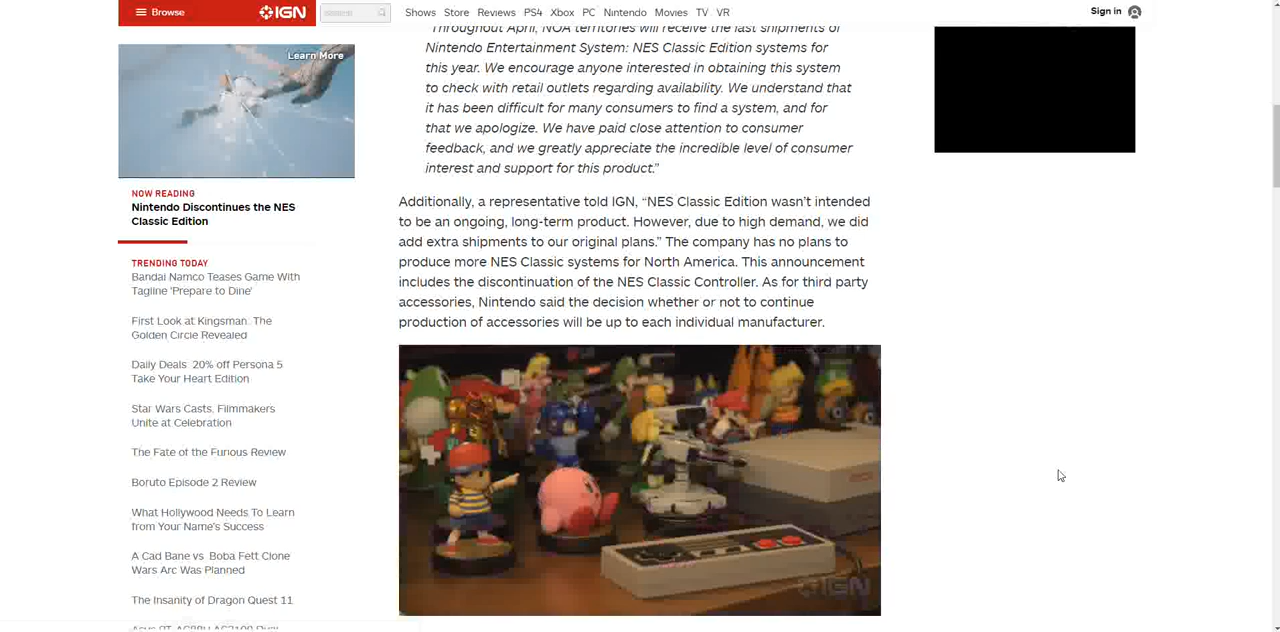 Browse
IGN
Shows Store Reviews PS4 Xbox PC Nintendo Movies TV VR
Sign in
"Throughout April, NOA territories will receive the last shipments of
Nintendo Entertainment System: NES Classic Edition systems for
this year. We encourage anyone interested in obtaining this system
to check with retail outlets regarding availability. We understand that
it has been difficult for many consumers to find a system, and for
that we apologize. We have paid close attention to consumer
feedback, and we greatly appreciate the incredible level of consumer
interest and support for this product."
Additionally, a representative told IGN, "NES Classic Edition wasn't intended
to be an ongoing, long-term product. However, due to high demand, we did
add extra shipments to our original plans." The company has no plans to
produce more NES Classic systems for North America. This announcement
includes the discontinuation of the NES Classic Controller. As for third party
accessories, Nintendo said the decision whether or not to continue
production of accessories will be up to each individual manufacturer.
IGN
Learn More
NOW READING
Nintendo Discontinues the NES
Classic Edition
TRENDING TODAY
Bandai Namco Teases Game With
Tagline 'Prepare to Dine'
First Look at Kingsman: The
Golden Circle Revealed
Daily Deals: 20% off Persona 5
Take Your Heart Edition
Star Wars Casts, Filmmakers
Unite at Celebration
The Fate of the Furious Review
Boruto Episode 2 Review
What Hollywood Needs To Learn
from Your Name's Success
A Cad Bane vs. Boba Fett Clone
Wars Arc Was Planned
The Insanity of Dragon Quest 11